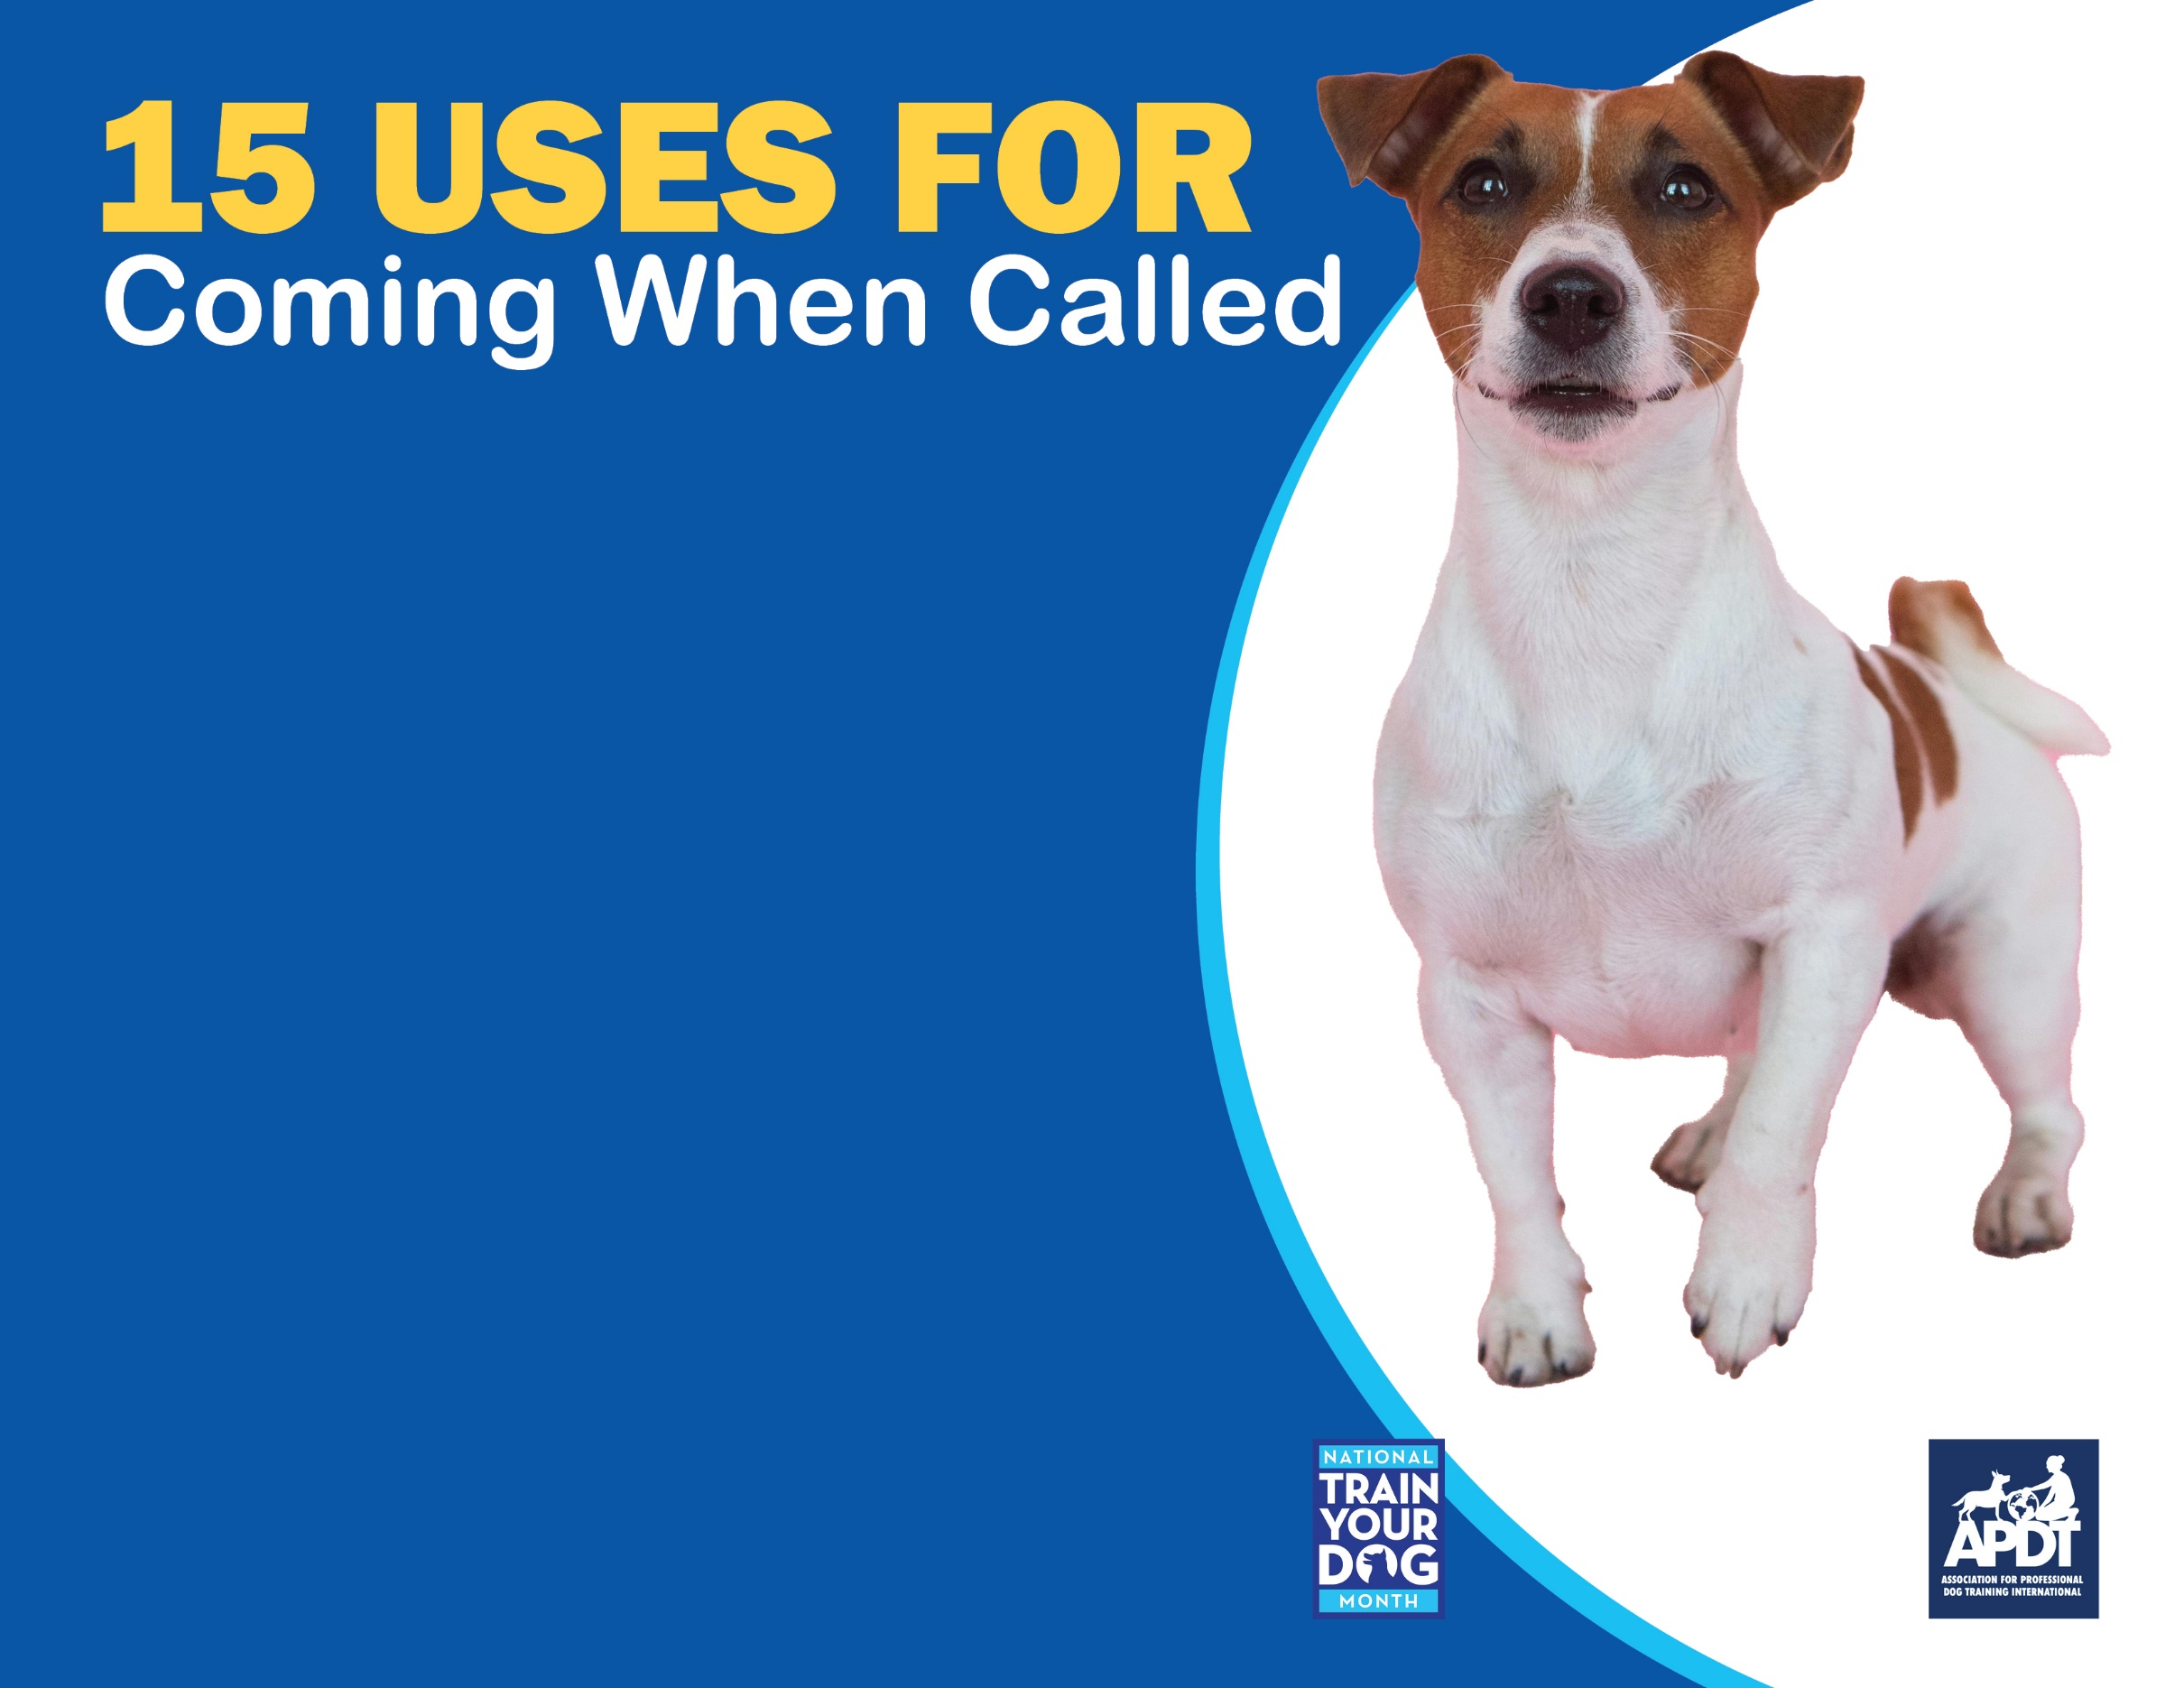 15 USES FOR
Coming When Called
NATIONAL
TRAIN
YOUR
DOG
MONTH
APDT
ASSOCIATION FOR PROFESSIONAL
DOG TRAINING INTERNATIONAL